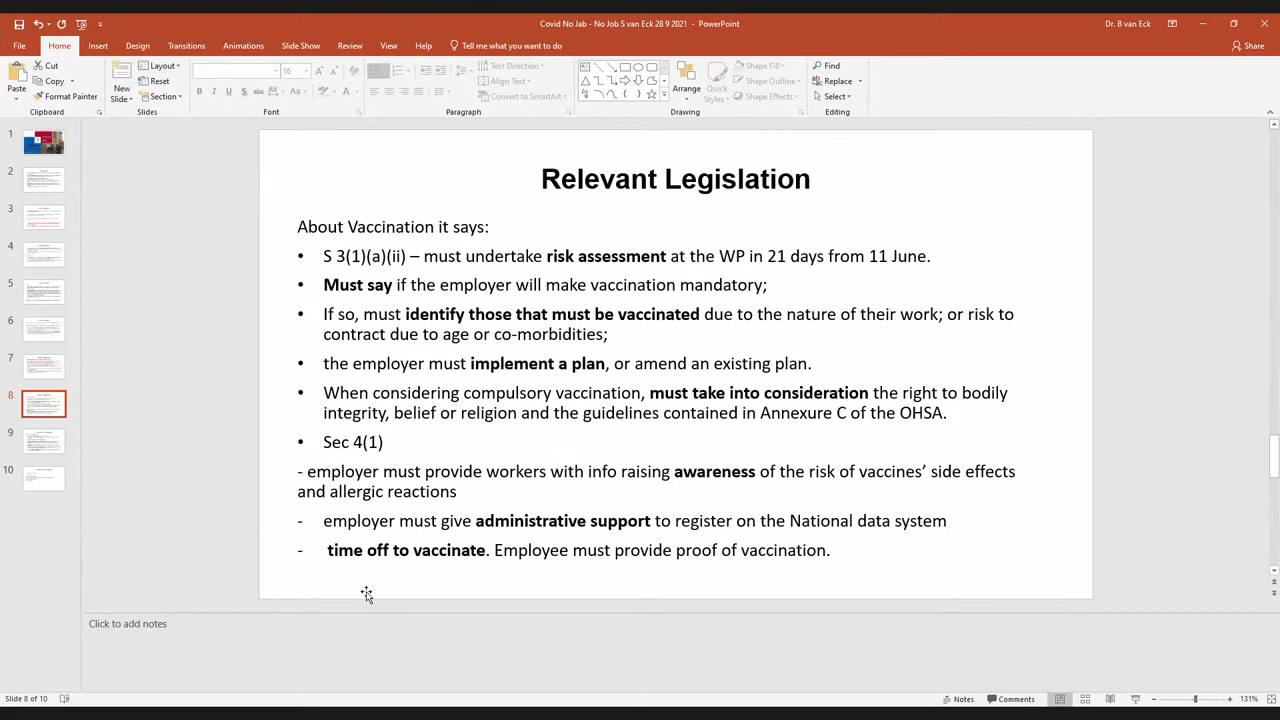 Covid No Jab - No Job S van Eck 28 9 2021 - PowerPoint
Dr. B van Eck
File Home Insert Design Transitions Animations Slide Show Review View Help Tell me what you want to do
Share
Cut
Copy
Format Painter
Paste
Clipboard
New Slide
Layout
Reset
Section
Slides
16
Font
Text Direction
Align Text
Convert to SmartArt
Paragraph
Arrange
Quick Styles
Shape Fill
Shape Outline
Shape Effects
Drawing
Find
Replace
Select
Editing
1
2
3
4
5
6
7
8
9
10
Relevant Legislation
About Vaccination it says:
• S 3(1)(a)(ii) – must undertake risk assessment at the WP in 21 days from 11 June.
• Must say if the employer will make vaccination mandatory;
• If so, must identify those that must be vaccinated due to the nature of their work; or risk to
contract due to age or co-morbidities;
• the employer must implement a plan, or amend an existing plan.
• When considering compulsory vaccination, must take into consideration the right to bodily
integrity, belief or religion and the guidelines contained in Annexure C of the OHSA.
• Sec 4(1)
- employer must provide workers with info raising awareness of the risk of vaccines’ side effects
and allergic reactions
- employer must give administrative support to register on the National data system
- time off to vaccinate. Employee must provide proof of vaccination.
Click to add notes
Slide 8 of 10
Notes
Comments
131%